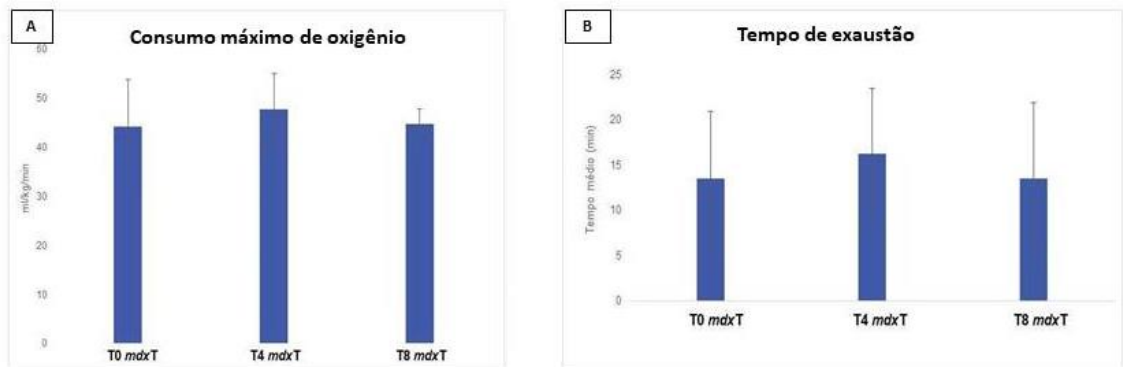 A
Consumo máximo de oxigênio
60
50
40
30
20
10
0
ml/kg/min
T0 mdxT
T4 mdxT
T8 mdxT
B
Tempo de exaustão
25
20
15
10
5
0
Tempo médio (min)
T0 mdxT
T4 mdxT
T8 mdxT